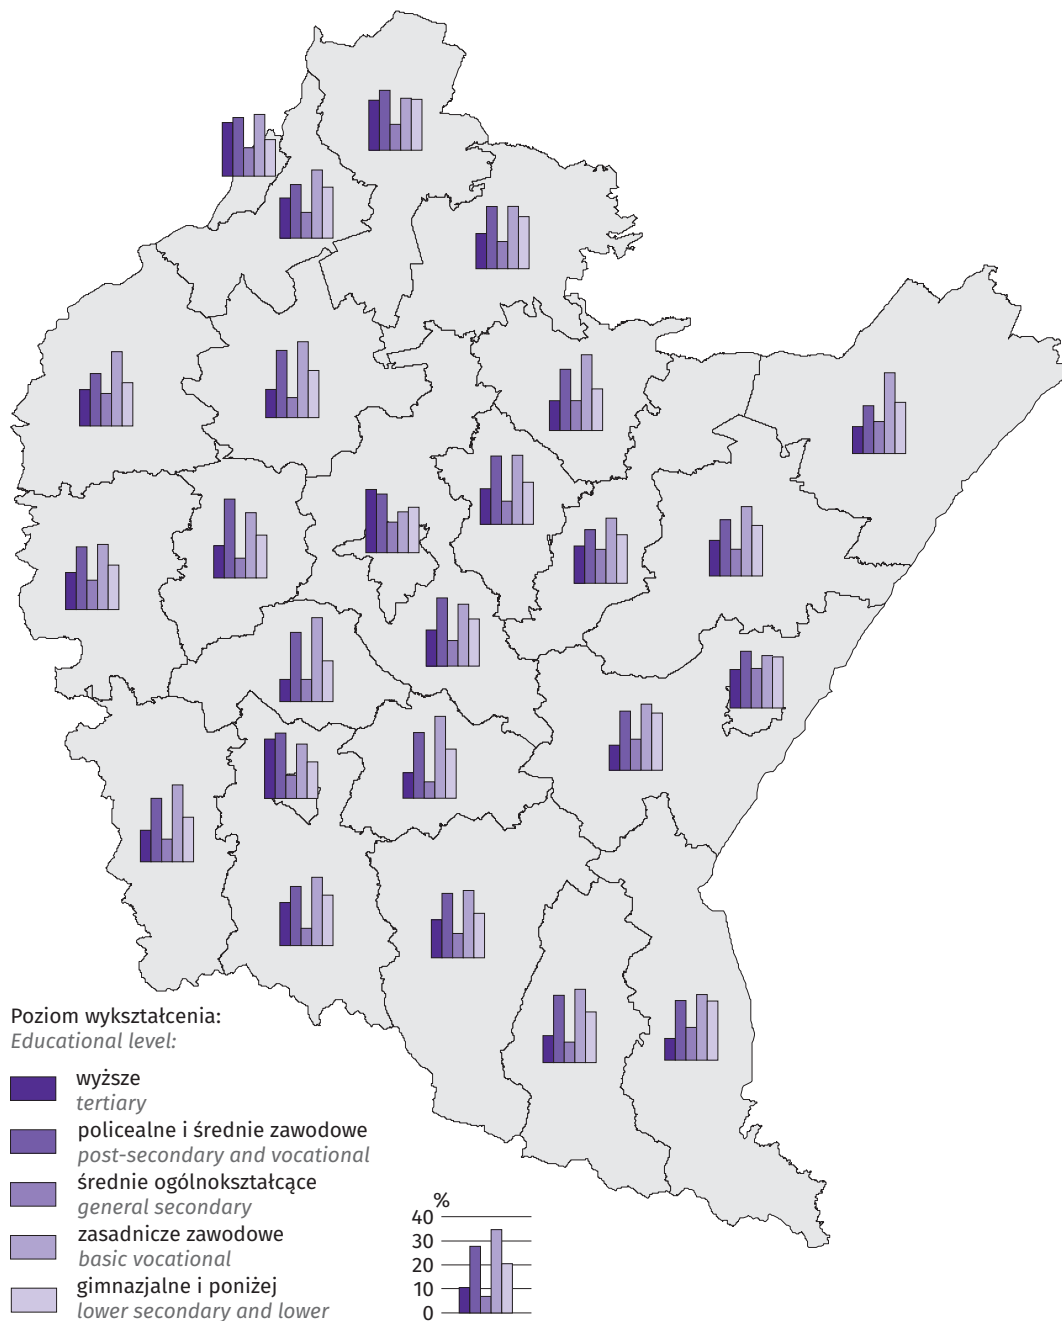 Poziom wykształcenia:
Educational level:
wyższe
tertiary
policealne i średnie zawodowe
post-secondary and vocational
średnie ogólnokształcące
general secondary
zasadnicze zawodowe
basic vocational
gimnazjalne i poniżej
lower secondary and lower
%
40
30
20
10
0